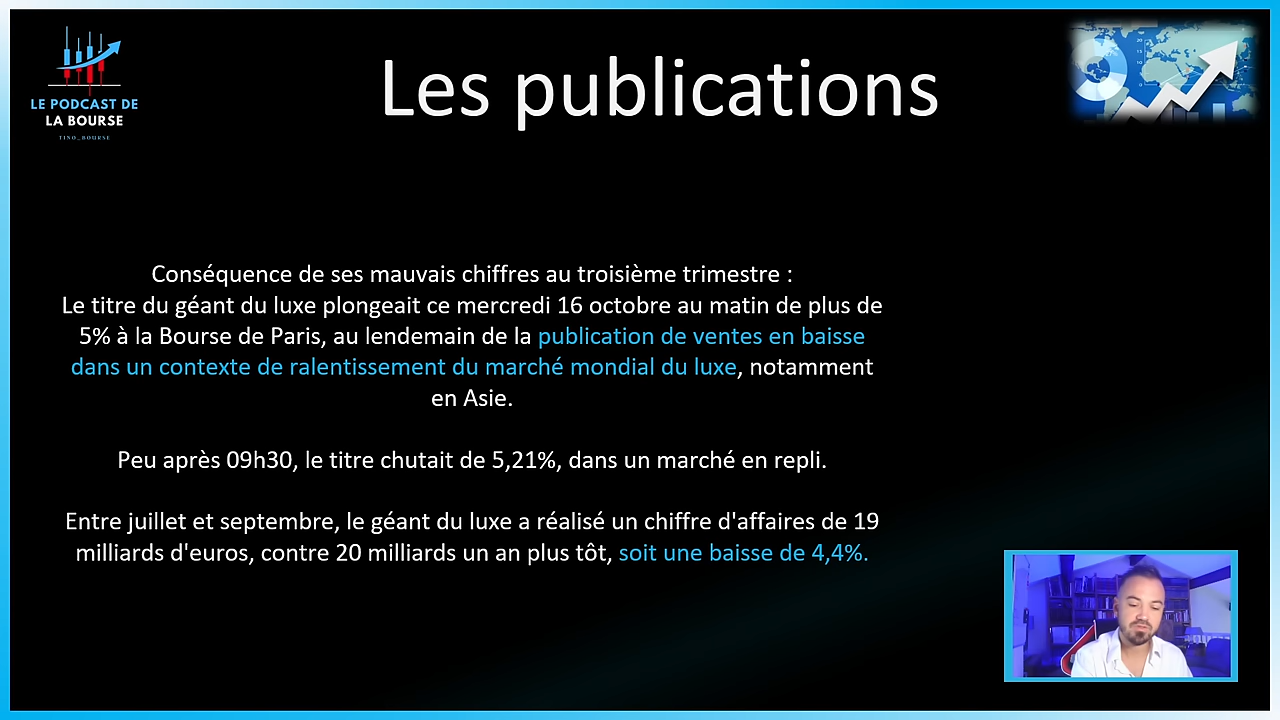 LE PODCAST DE
LA BOURSE
TINO_BOURSE
Les publications
Conséquence de ses mauvais chiffres au troisième trimestre :
Le titre du géant du luxe plongeait ce mercredi 16 octobre au matin de plus de
5% à la Bourse de Paris, au lendemain de la publication de ventes en baisse
dans un contexte de ralentissement du marché mondial du luxe, notamment
en Asie.
Peu après 09h30, le titre chutait de 5,21%, dans un marché en repli.
Entre juillet et septembre, le géant du luxe a réalisé un chiffre d'affaires de 19
milliards d'euros, contre 20 milliards un an plus tôt, soit une baisse de 4,4%.